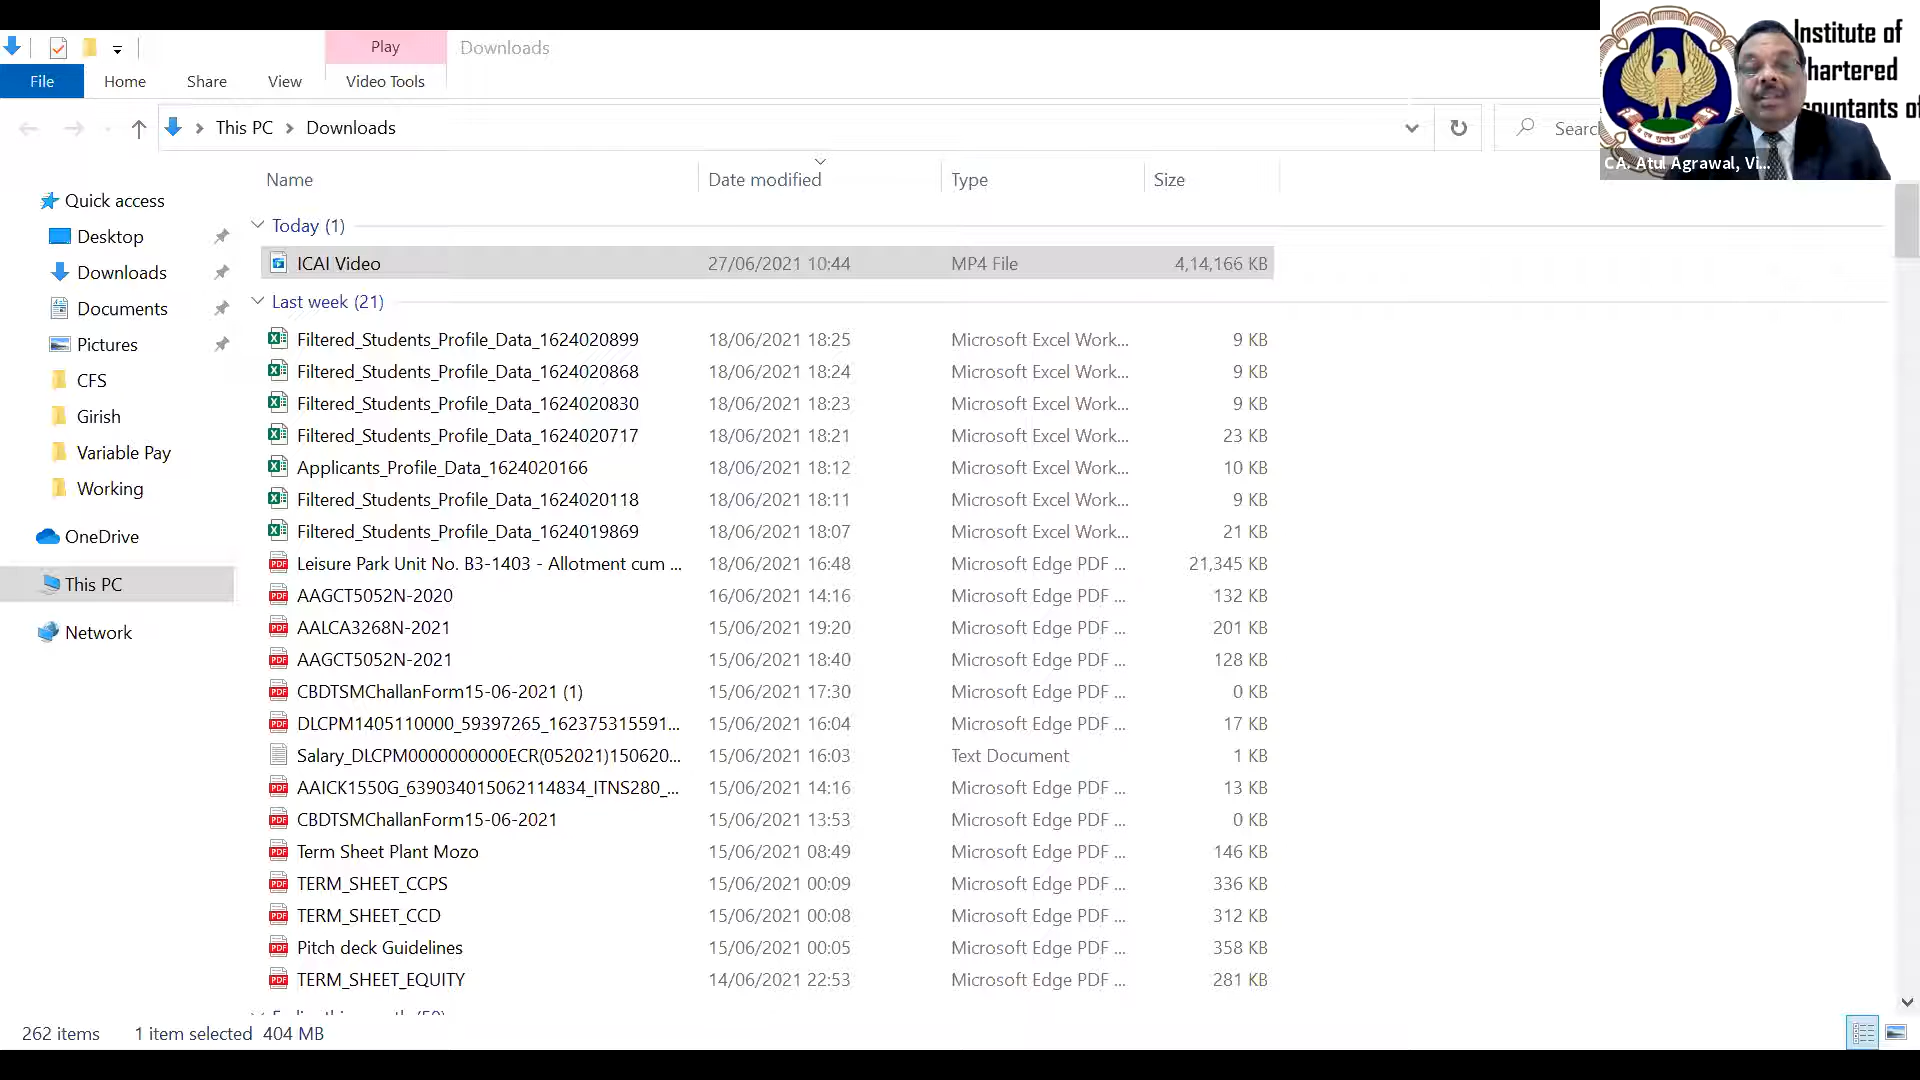 Play
Downloads
File
Home
Share
View
Video Tools
This PC
Downloads
Searc
Institute of
hartered
countants of
CA. Atul Agrawal, Vi...
Name
Date modified
Type
Size
Quick access
Desktop
Downloads
Documents
Pictures
CFS
Girish
Variable Pay
Working
OneDrive
This PC
Network
Today (1)
ICAI Video 27/06/2021 10:44 MP4 File 4,14,166 KB
Last week (21)
Filtered_Students_Profile_Data_1624020899 18/06/2021 18:25 Microsoft Excel Work... 9 KB
Filtered_Students_Profile_Data_1624020868 18/06/2021 18:24 Microsoft Excel Work... 9 KB
Filtered_Students_Profile_Data_1624020830 18/06/2021 18:23 Microsoft Excel Work... 9 KB
Filtered_Students_Profile_Data_1624020717 18/06/2021 18:21 Microsoft Excel Work... 23 KB
Applicants_Profile_Data_1624020166 18/06/2021 18:12 Microsoft Excel Work... 10 KB
Filtered_Students_Profile_Data_1624020118 18/06/2021 18:11 Microsoft Excel Work... 9 KB
Filtered_Students_Profile_Data_1624019869 18/06/2021 18:07 Microsoft Excel Work... 21 KB
Leisure Park Unit No. B3-1403 - Allotment cum ... 18/06/2021 16:48 Microsoft Edge PDF ... 21,345 KB
AAGCT5052N-2020 16/06/2021 14:16 Microsoft Edge PDF ... 132 KB
AALCA3268N-2021 15/06/2021 19:20 Microsoft Edge PDF ... 201 KB
AAGCT5052N-2021 15/06/2021 18:40 Microsoft Edge PDF ... 128 KB
CBDTSMChallanForm15-06-2021 (1) 15/06/2021 17:30 Microsoft Edge PDF ... 0 KB
DLCPM1405110000_59397265_162375315591... 15/06/2021 16:04 Microsoft Edge PDF ... 17 KB
Salary_DLCPM0000000000ECR(052021)150620... 15/06/2021 16:03 Text Document 1 KB
AAICK1550G_639034015062114834_ITNS280_... 15/06/2021 14:16 Microsoft Edge PDF ... 13 KB
CBDTSMChallanForm15-06-2021 15/06/2021 13:53 Microsoft Edge PDF ... 0 KB
Term Sheet Plant Mozo 15/06/2021 08:49 Microsoft Edge PDF ... 146 KB
TERM_SHEET_CCPS 15/06/2021 00:09 Microsoft Edge PDF ... 336 KB
TERM_SHEET_CCD 15/06/2021 00:08 Microsoft Edge PDF ... 312 KB
Pitch deck Guidelines 15/06/2021 00:05 Microsoft Edge PDF ... 358 KB
TERM_SHEET_EQUITY 14/06/2021 22:53 Microsoft Edge PDF ... 281 KB
262 items 1 item selected 404 MB